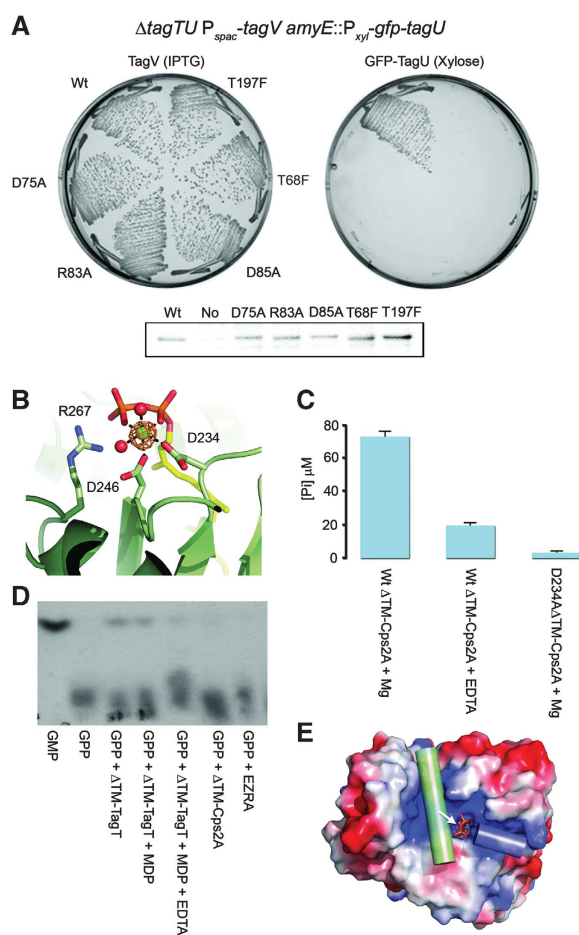 A
ΔtagTU Pspac-tagV amyE::Pxyl-gfp-tagU
TagV (IPTG)
GFP-TagU (Xylose)
Wt
T197F
D75A
T68F
R83A
D85A
Wt No D75A R83A D85A T68F T197F
B
R267
D234
D246
C
[Pi] µM
80
60
40
20
0
Wt ΔTM-Cps2A + Mg
Wt ΔTM-Cps2A + EDTA
D234AΔTM-Cps2A + Mg
D
GMP
GPP
GPP + ΔTM-TagT
GPP + ΔTM-TagT + MDP
GPP + ΔTM-TagT + MDP + EDTA
GPP + ΔTM-Cps2A
GPP + EZRA
E